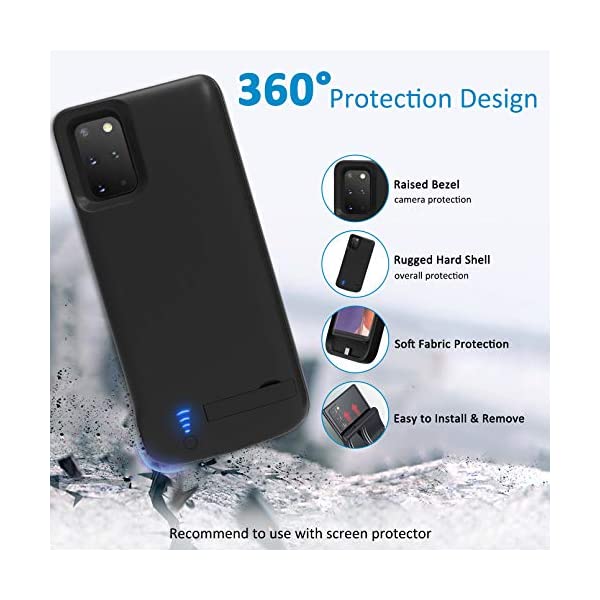 360° Protection Design
Raised Bezel
camera protection
Rugged Hard Shell
overall protection
Soft Fabric Protection
Easy to Install & Remove
Recommend to use with screen protector